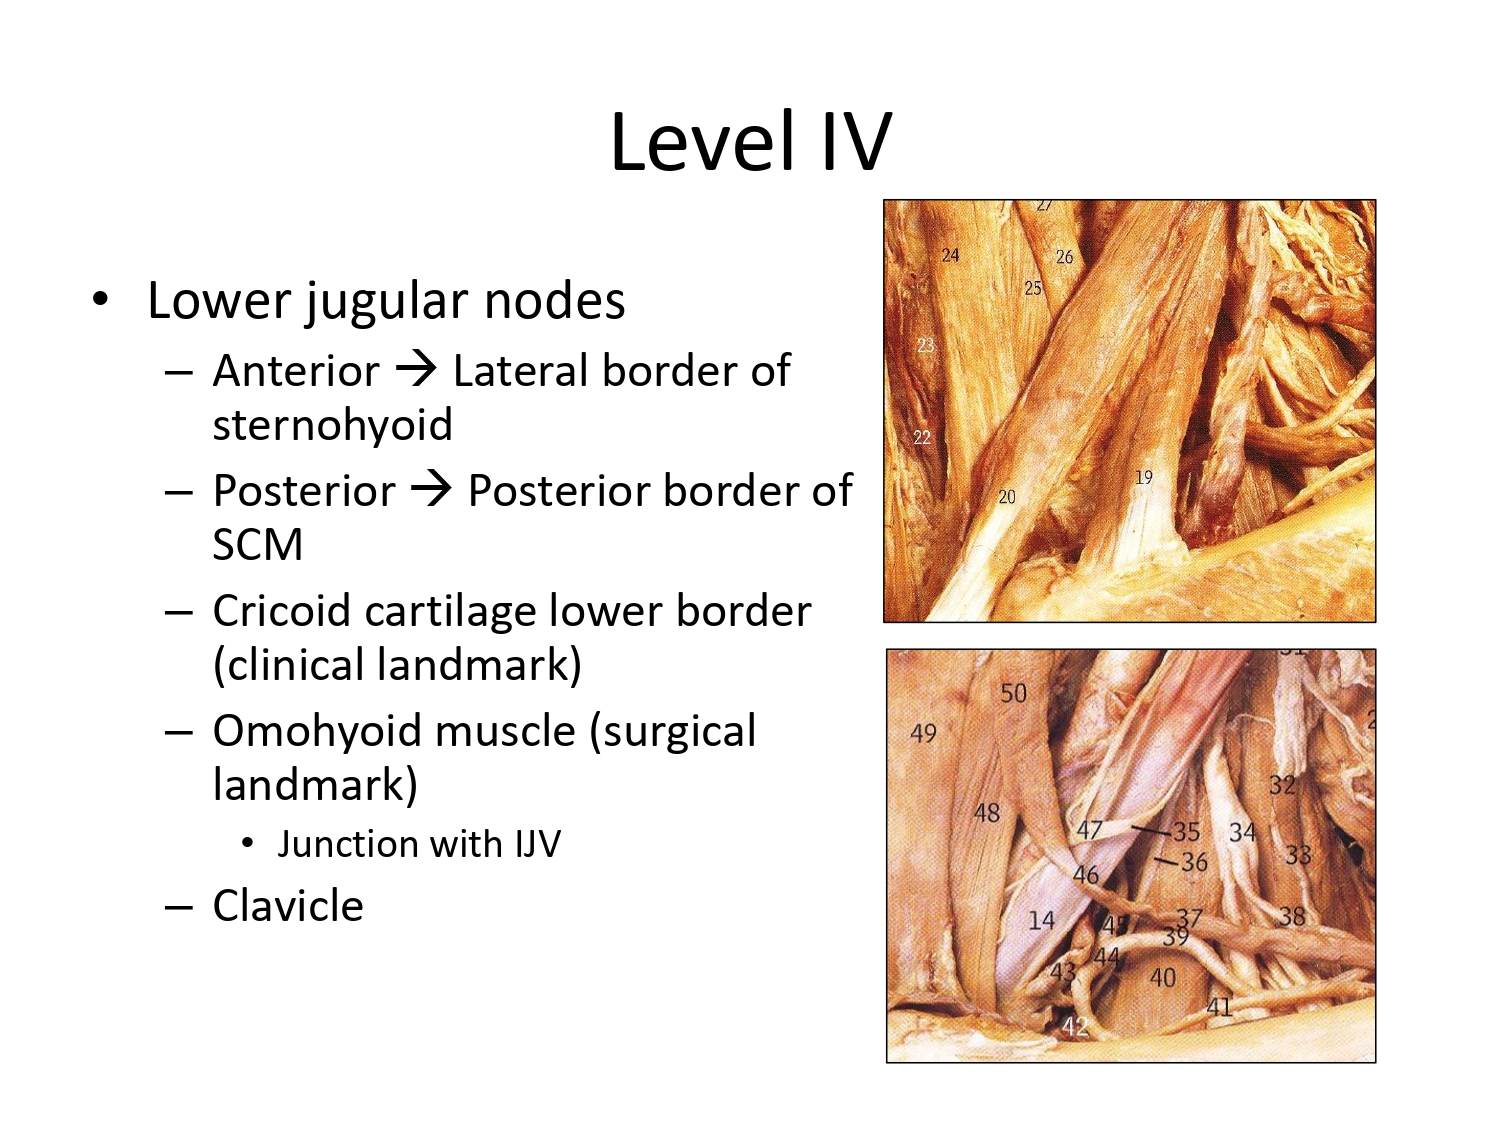 Level IV
• Lower jugular nodes
– Anterior → Lateral border of
sternohyoid
– Posterior → Posterior border of
SCM
– Cricoid cartilage lower border
(clinical landmark)
– Omohyoid muscle (surgical
landmark)
• Junction with IJV
– Clavicle
27
24
26
25
23
22
19
20
50
49
32
48
47
35
34
33
36
46
14
45
37
38
39
44
43
40
41
42